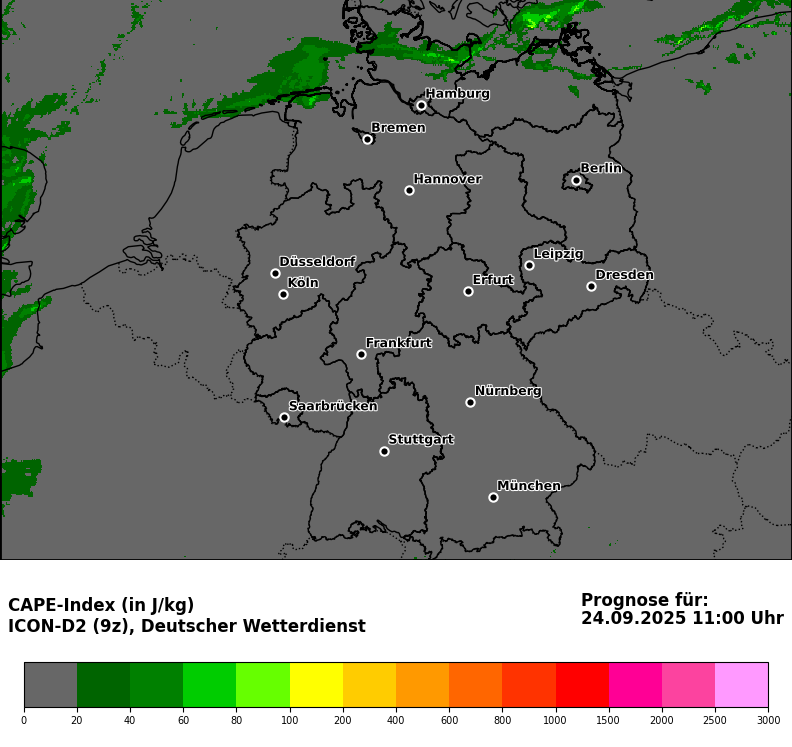 Hamburg
Bremen
Berlin
Hannover
Leipzig
Düsseldorf
Dresden
Köln
Erfurt
Frankfurt
Nürnberg
Saarbrücken
Stuttgart
München
CAPE-Index (in J/kg)
ICON-D2 (9z), Deutscher Wetterdienst
Prognose für:
24.09.2025 11:00 Uhr
0 20 40 60 80 100 200 400 600 800 1000 1500 2000 2500 3000